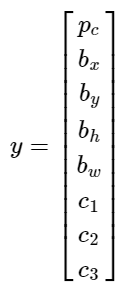 p_c
b_x
b_y
b_h
y = b_w
c_1
c_2
c_3